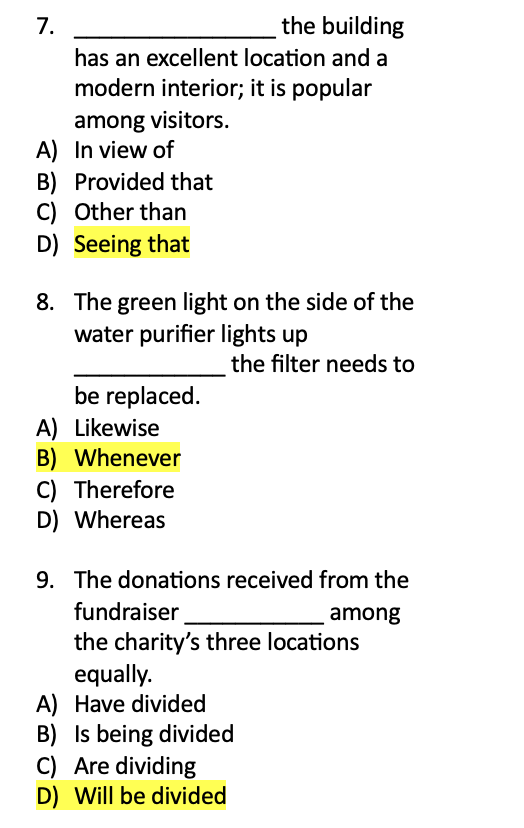 7. _________________ the building
has an excellent location and a
modern interior; it is popular
among visitors.
A) In view of
B) Provided that
C) Other than
D) Seeing that
8. The green light on the side of the
water purifier lights up
_____________ the filter needs to
be replaced.
A) Likewise
B) Whenever
C) Therefore
D) Whereas
9. The donations received from the
fundraiser ____________ among
the charity’s three locations
equally.
A) Have divided
B) Is being divided
C) Are dividing
D) Will be divided